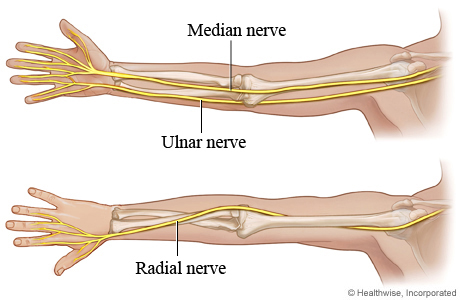 Median nerve
Ulnar nerve
Radial nerve
© Healthwise, Incorporated